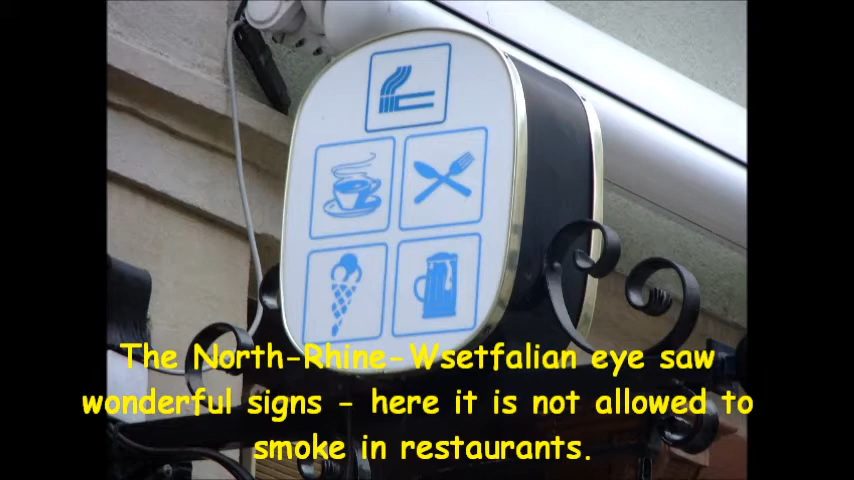 The North-Rhine-Wsetfalian eye saw
wonderful signs - here it is not allowed to
smoke in restaurants.